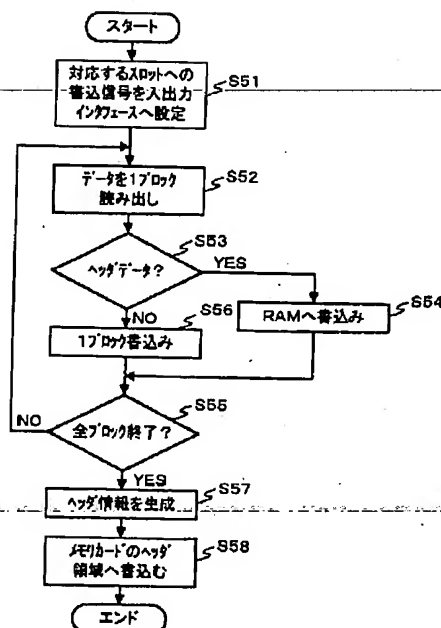 スタート
対応するスロットへの
書込信号を入出力
インタフェースへ設定
S51
データを1ブロック
読み出し
S52
S53
ヘッダデータ?
YES
NO
S54
RAMへ書込み
S56
1ブロック書込み
S55
全ブロック終了?
NO
YES
ヘッダ情報を生成
S57
メモリカードのヘッダ
領域へ書込む
S58
エンド